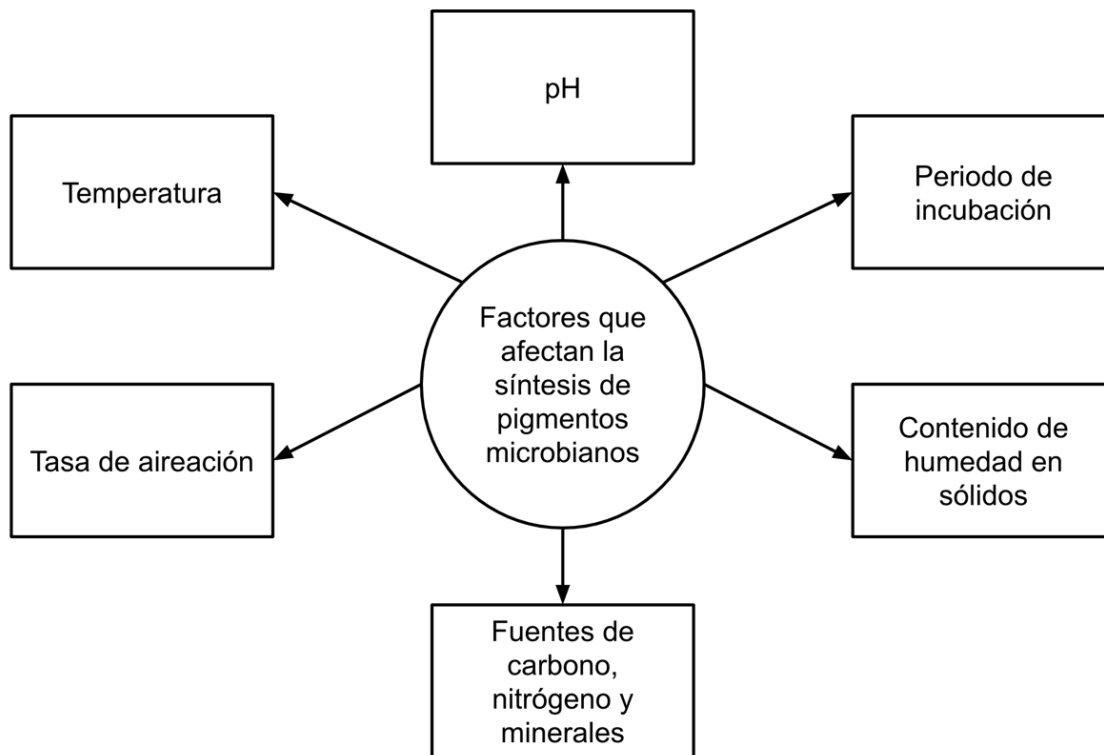 pH
Temperatura
Periodo de
incubación
Factores que
afectan la
síntesis de
pigmentos
microbianos
Tasa de aireación
Contenido de
humedad en
sólidos
Fuentes de
carbono,
nitrógeno y
minerales